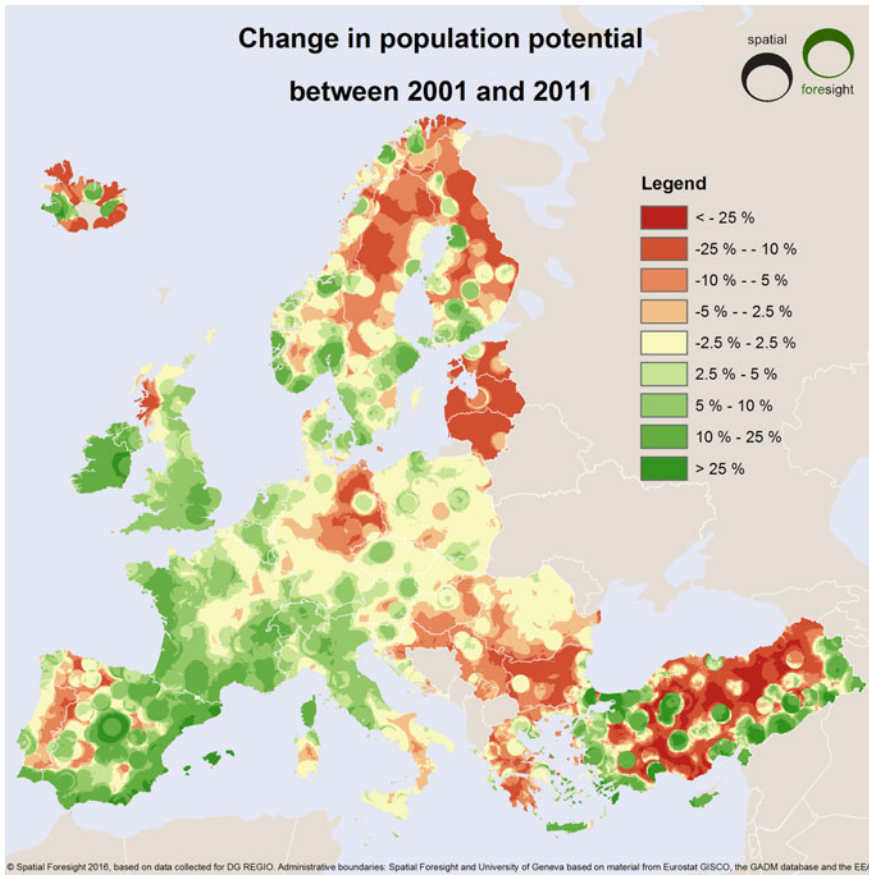 Change in population potential
between 2001 and 2011
spatial
foresight
Legend
< - 25 %
-25 % - - 10 %
-10 % - - 5 %
-5 % - - 2.5 %
-2.5 % - 2.5 %
2.5 % - 5 %
5 % - 10 %
10 % - 25 %
> 25 %
© Spatial Foresight 2016, based on data collected for DG REGIO. Administrative boundaries: Spatial Foresight and University of Geneva based on material from Eurostat GISCO, the GADM database and the EEA